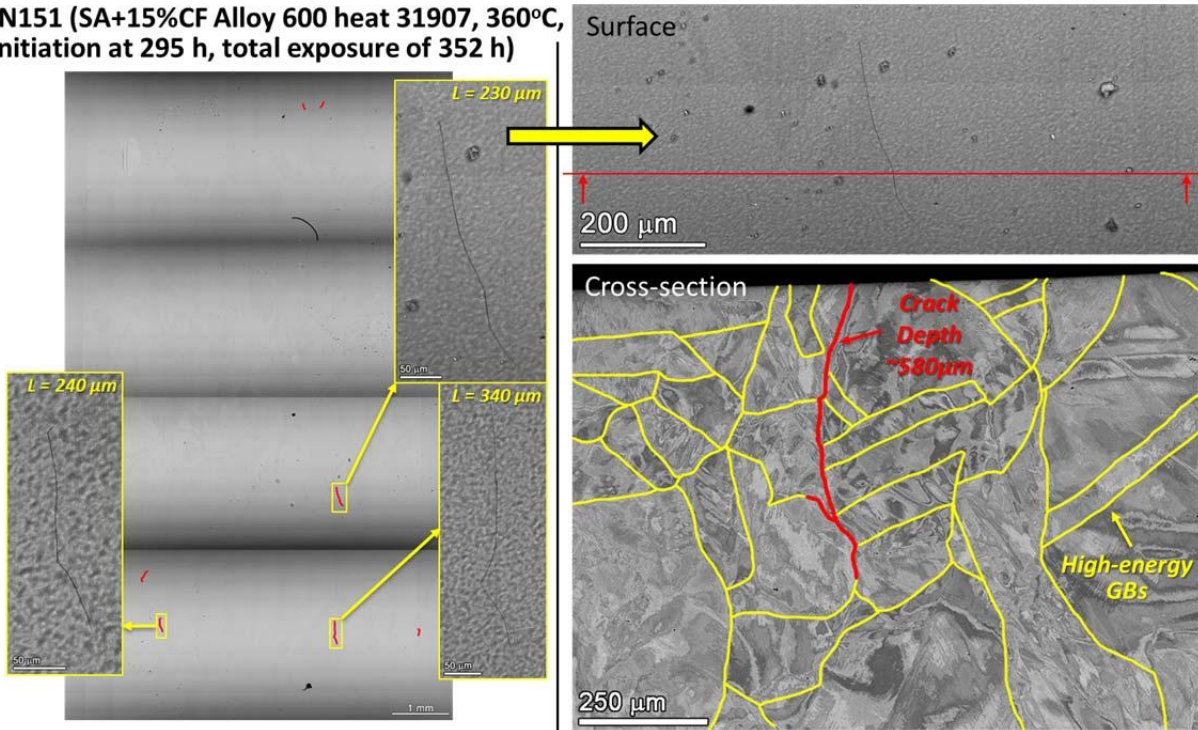 N151 (SA+15%CF Alloy 600 heat 31907, 360°C,
nitiation at 295 h, total exposure of 352 h)
L = 230 µm
50 µm
L = 240 µm
50 µm
L = 340 µm
50 µm
1 mm
Surface
200 µm
Cross-section
Crack
Depth
~580µm
High-energy
GBs
250 µm